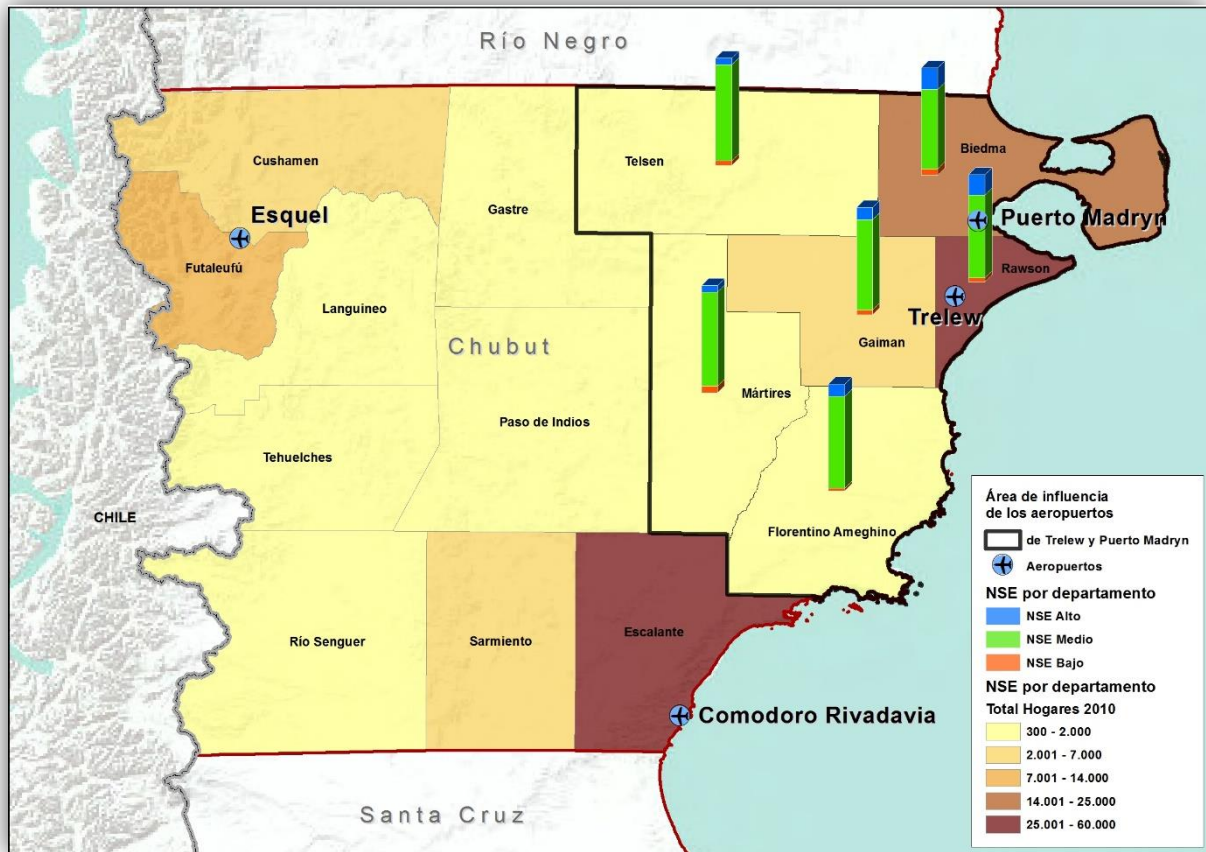 Río Negro
Cushamen
Telsen
Biedma
Esquel
Gastre
Puerto Madryn
Futaleufú
Rawson
Languineo
Trelew
Chubut
Gaiman
Mártires
Paso de Indios
Tehuelches
CHILE
Florentino Ameghino
Río Senguer
Sarmiento
Escalante
Comodoro Rivadavia
Santa Cruz
Área de influencia
de los aeropuertos
de Trelew y Puerto Madryn
Aeropuertos
NSE por departamento
NSE Alto
NSE Medio
NSE Bajo
NSE por departamento
Total Hogares 2010
300 - 2.000
2.001 - 7.000
7.001 - 14.000
14.001 - 25.000
25.001 - 60.000